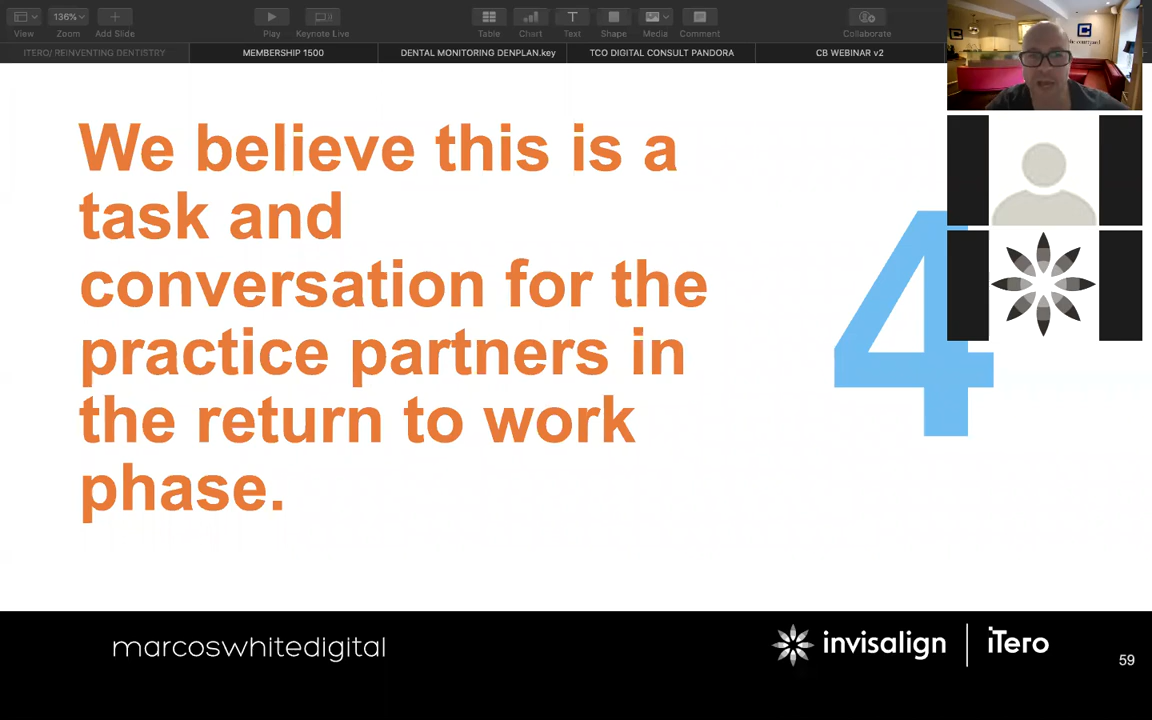 136%
View
Zoom
Add Slide
Play
Keynote Live
Table
Chart
Text
Shape
Media
Comment
Collaborate
ITERO/ REINVENTING DENTISTRY
MEMBERSHIP 1500
DENTAL MONITORING DENPLAN.key
TCO DIGITAL CONSULT PANDORA
CB WEBINAR v2
We believe this is a
task and
conversation for the
practice partners in
the return to work
phase.
4
marcoswhitedigital
invisalign
iTero
59